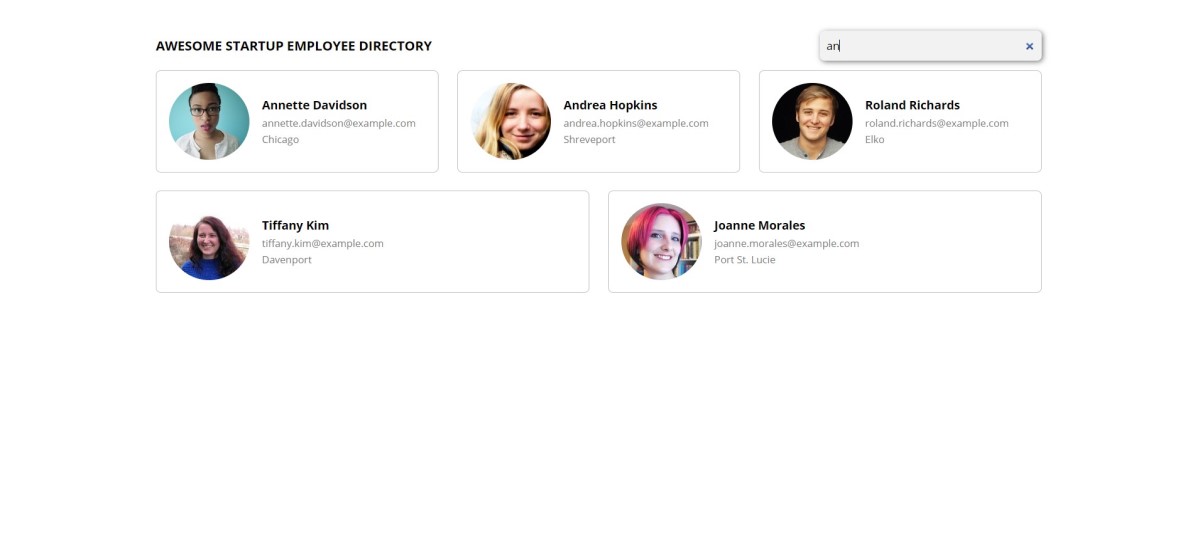 AWESOME STARTUP EMPLOYEE DIRECTORY
an
×
Annette Davidson
annette.davidson@example.com
Chicago
Andrea Hopkins
andrea.hopkins@example.com
Shreveport
Roland Richards
roland.richards@example.com
Elko
Tiffany Kim
tiffany.kim@example.com
Davenport
Joanne Morales
joanne.morales@example.com
Port St. Lucie